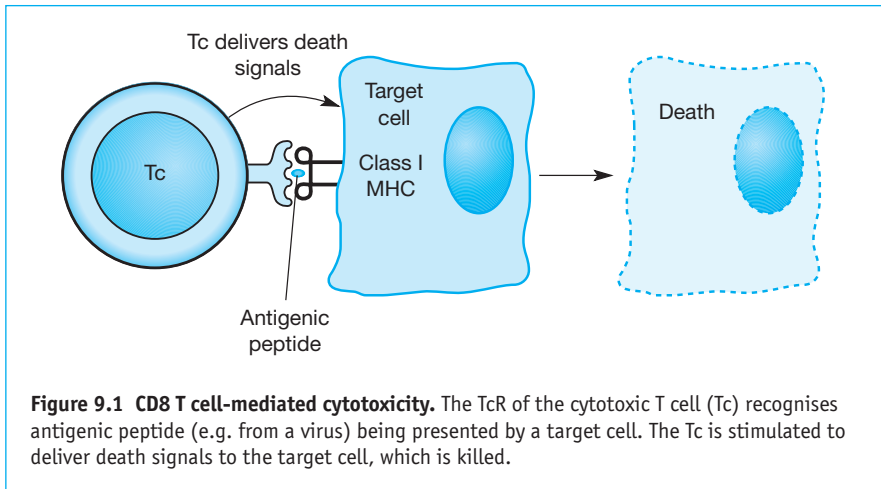 Tc delivers death
signals
Target
cell
Death
Tc
Class I
MHC
Antigenic
peptide
Figure 9.1 CD8 T cell-mediated cytotoxicity. The TcR of the cytotoxic T cell (Tc) recognises
antigenic peptide (e.g. from a virus) being presented by a target cell. The Tc is stimulated to
deliver death signals to the target cell, which is killed.